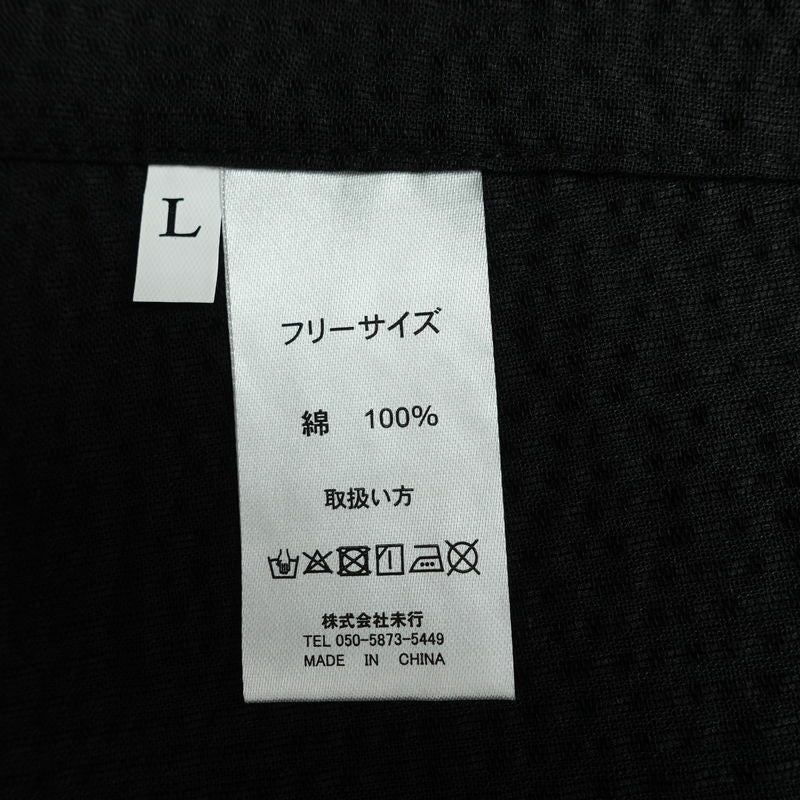 L
フリーサイズ
綿 100%
取扱い方
株式会社未行
TEL 050-5873-5449
MADE IN CHINA